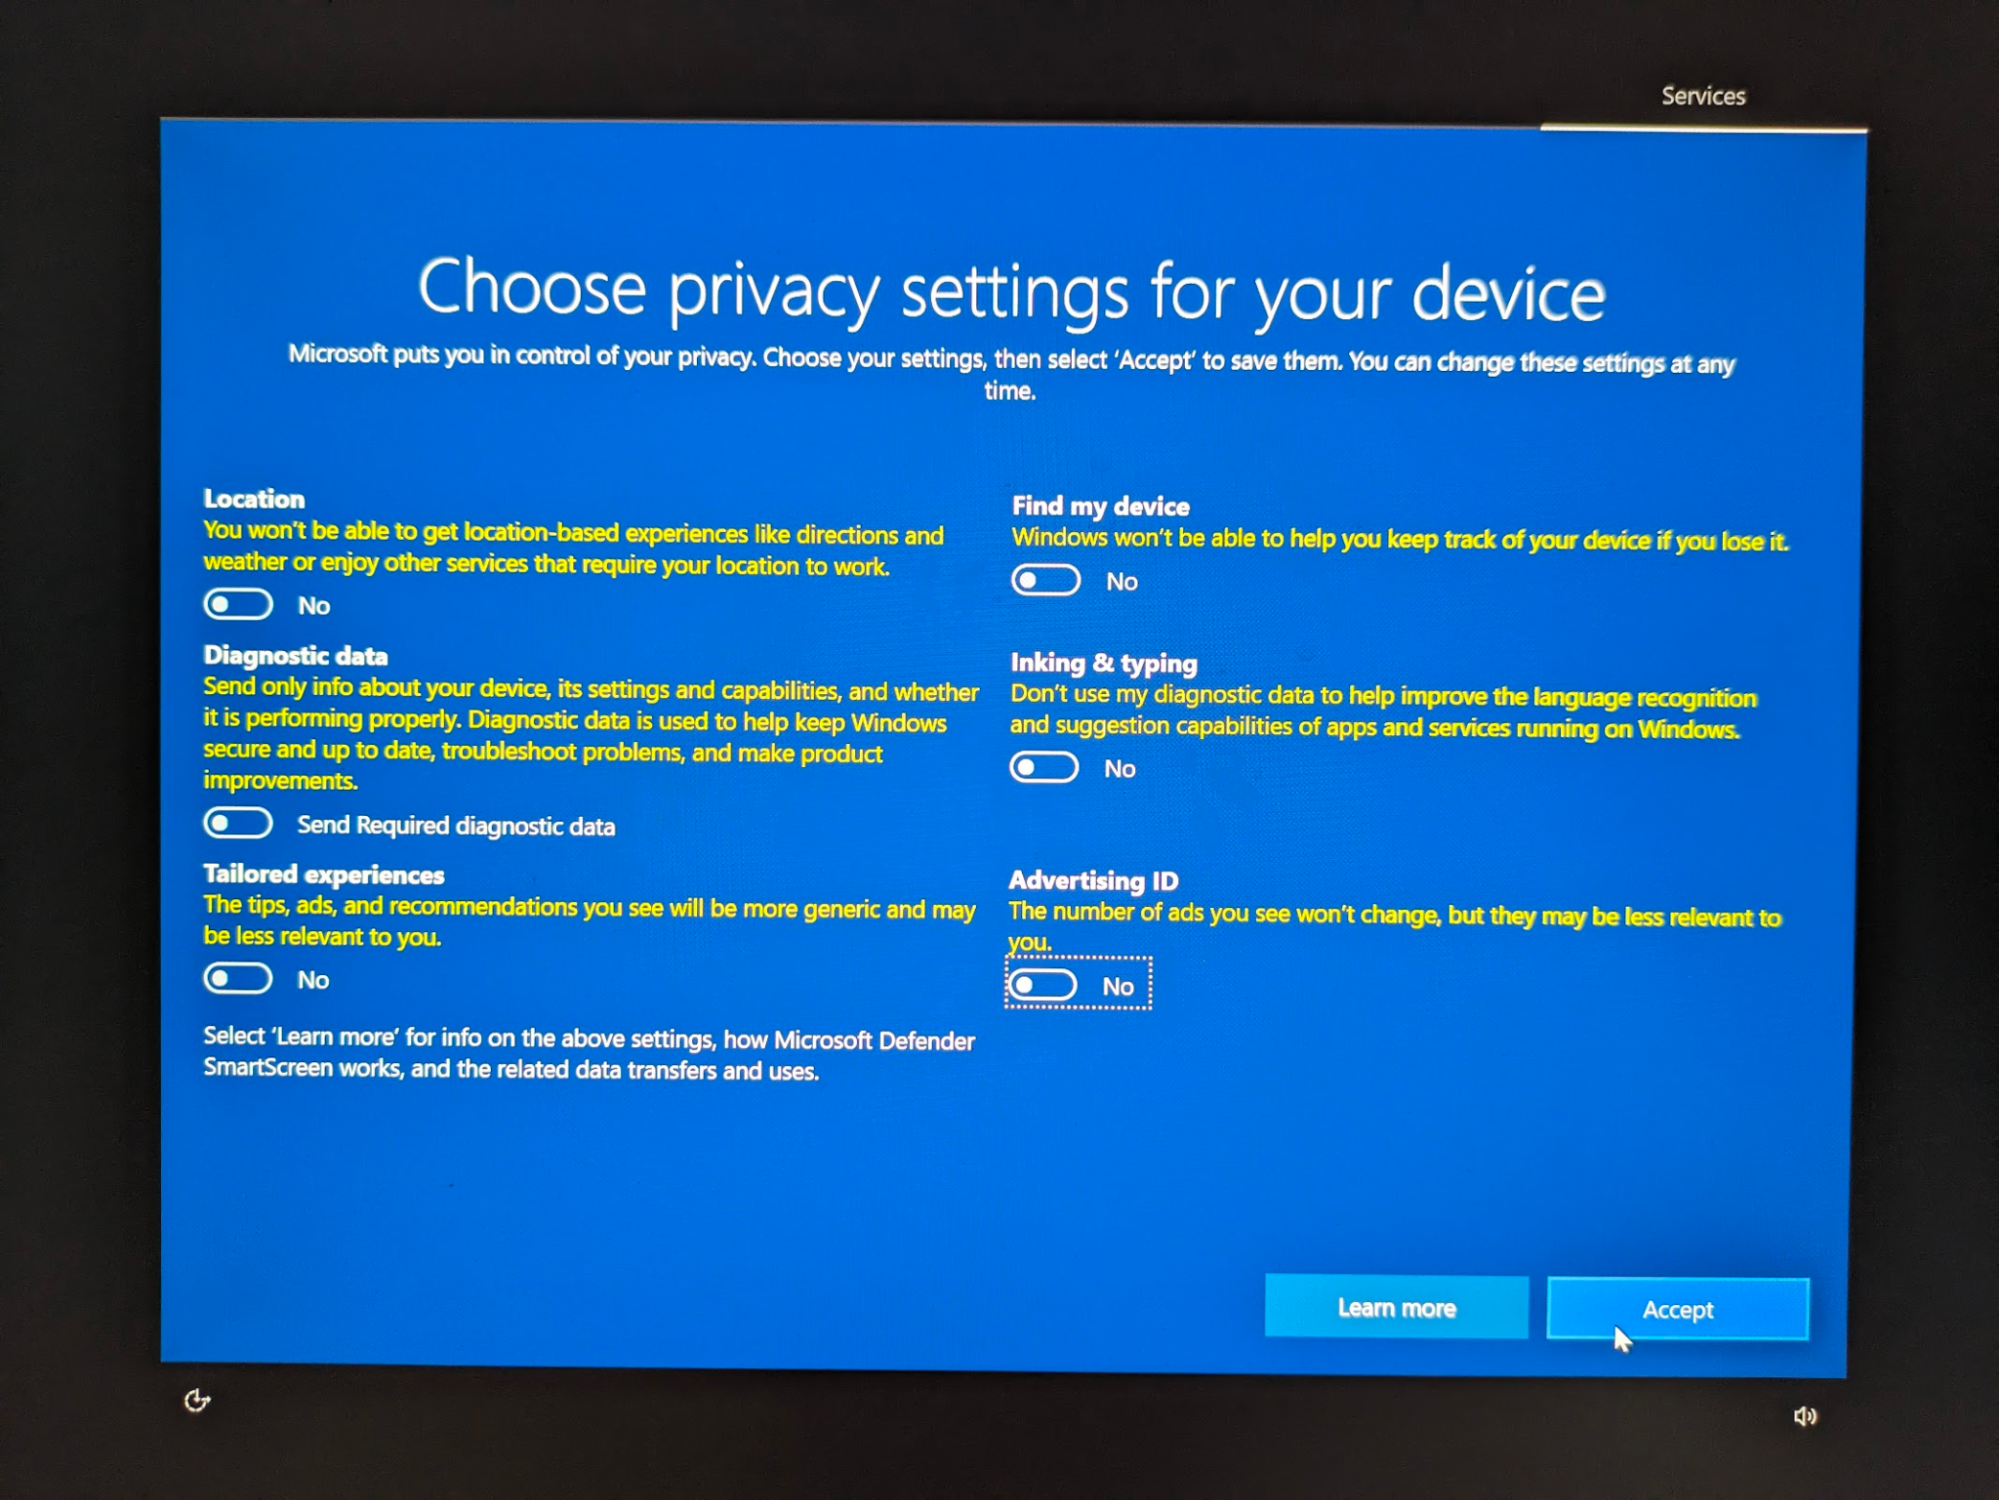 Services
Choose privacy settings for your device
Microsoft puts you in control of your privacy. Choose your settings, then select ‘Accept’ to save them. You can change these settings at any
time.
Location
You won’t be able to get location-based experiences like directions and
weather or enjoy other services that require your location to work.
No
Find my device
Windows won’t be able to help you keep track of your device if you lose it.
No
Diagnostic data
Send only info about your device, its settings and capabilities, and whether
it is performing properly. Diagnostic data is used to help keep Windows
secure and up to date, troubleshoot problems, and make product
improvements.
Send Required diagnostic data
Inking & typing
Don’t use my diagnostic data to help improve the language recognition
and suggestion capabilities of apps and services running on Windows.
No
Tailored experiences
The tips, ads, and recommendations you see will be more generic and may
be less relevant to you.
No
Advertising ID
The number of ads you see won’t change, but they may be less relevant to
you.
No
Select ‘Learn more’ for info on the above settings, how Microsoft Defender
SmartScreen works, and the related data transfers and uses.
Learn more
Accept